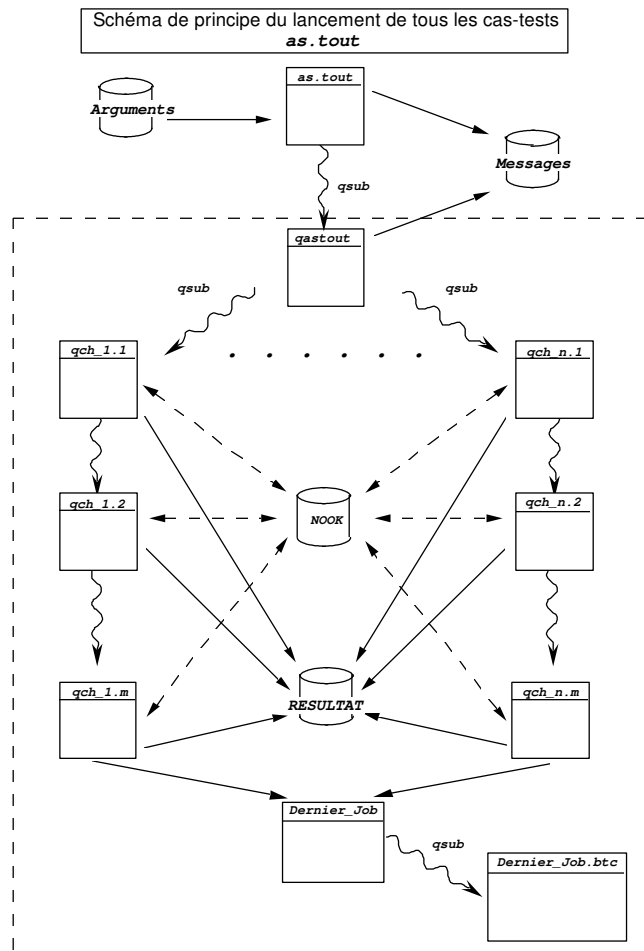 Schéma de principe du lancement de tous les cas-tests
as.tout
as.tout
Arguments
Messages
qsub
qastout
qsub
qsub
qch_1.1
. . . . . .
qch_n.1
qch_1.2
NOOK
qch_n.2
qch_1.m
RESULTAT
qch_n.m
Dernier_Job
qsub
Dernier_Job.btc